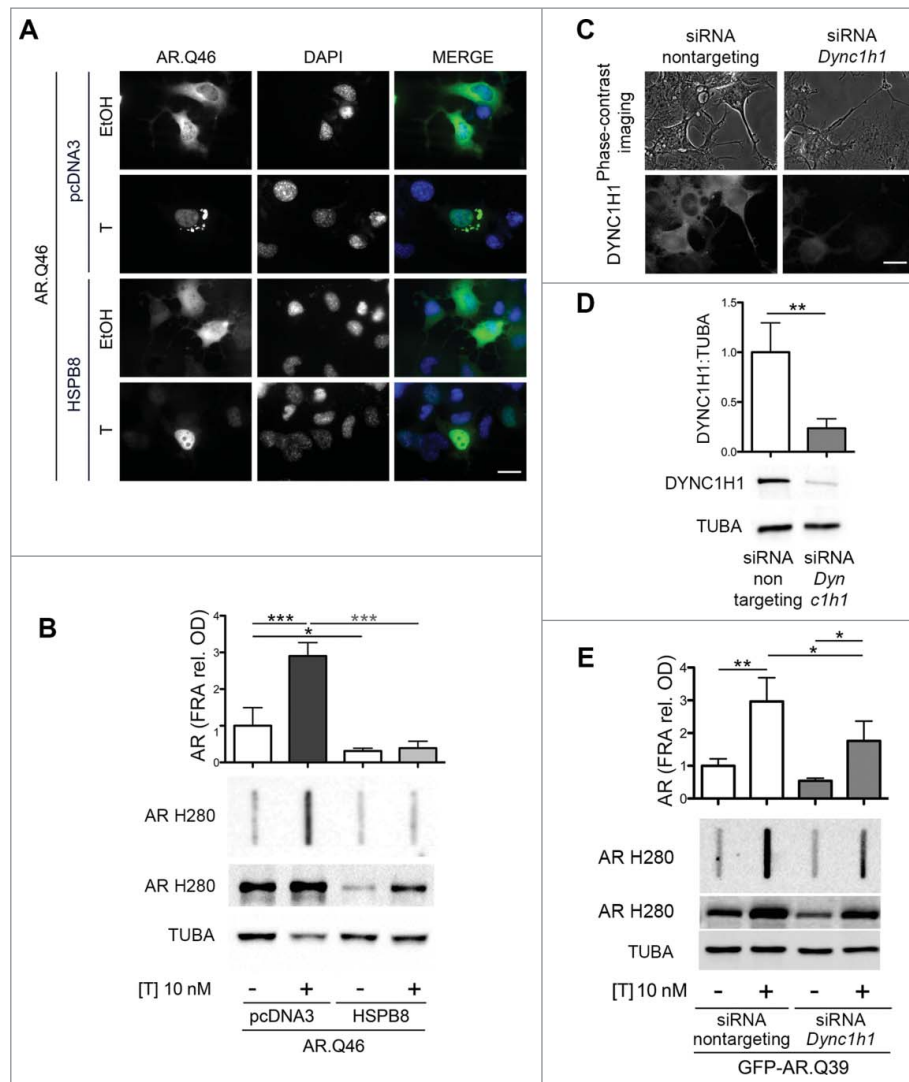 A
AR.Q46 DAPI MERGE
AR.Q46
pcDNA3
EtOH
T
HSPB8
EtOH
T
B
AR (FRA rel. OD)
4
3
2
1
0
*** ***
*
AR H280
AR H280
TUBA
[T] 10 nM - + - +
pcDNA3 HSPB8
AR.Q46
C
siRNA nontargeting
siRNA Dync1h1
Phase-contrast imaging
DYNC1H1
D
DYNC1H1:TUBA
1.5
1.0
0.5
0.0
**
DYNC1H1
TUBA
siRNA non targeting
siRNA Dyn c1h1
E
AR (FRA rel. OD)
4
3
2
1
0
*
** *
AR H280
AR H280
TUBA
[T] 10 nM - + - +
siRNA nontargeting
siRNA Dync1h1
GFP-AR.Q39